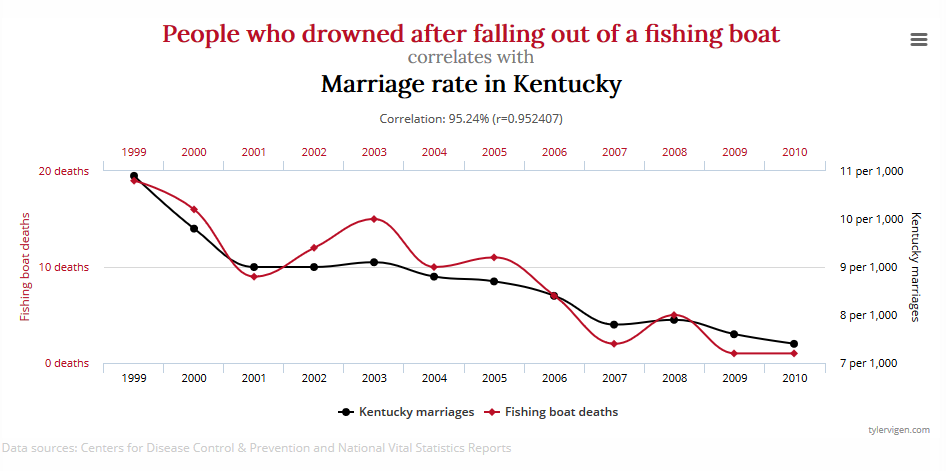 People who drowned after falling out of a fishing boat
correlates with
Marriage rate in Kentucky
Correlation: 95.24% (r=0.952407)
1999 2000 2001 2002 2003 2004 2005 2006 2007 2008 2009 2010
20 deaths
10 deaths
0 deaths
Fishing boat deaths
11 per 1,000
10 per 1,000
9 per 1,000
8 per 1,000
7 per 1,000
Kentucky marriages
1999 2000 2001 2002 2003 2004 2005 2006 2007 2008 2009 2010
Kentucky marriages Fishing boat deaths
tylervigen.com
Data sources: Centers for Disease Control & Prevention and National Vital Statistics Reports